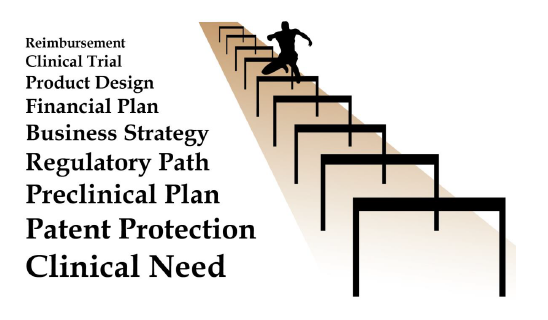 Reimbursement
Clinical Trial
Product Design
Financial Plan
Business Strategy
Regulatory Path
Preclinical Plan
Patent Protection
Clinical Need